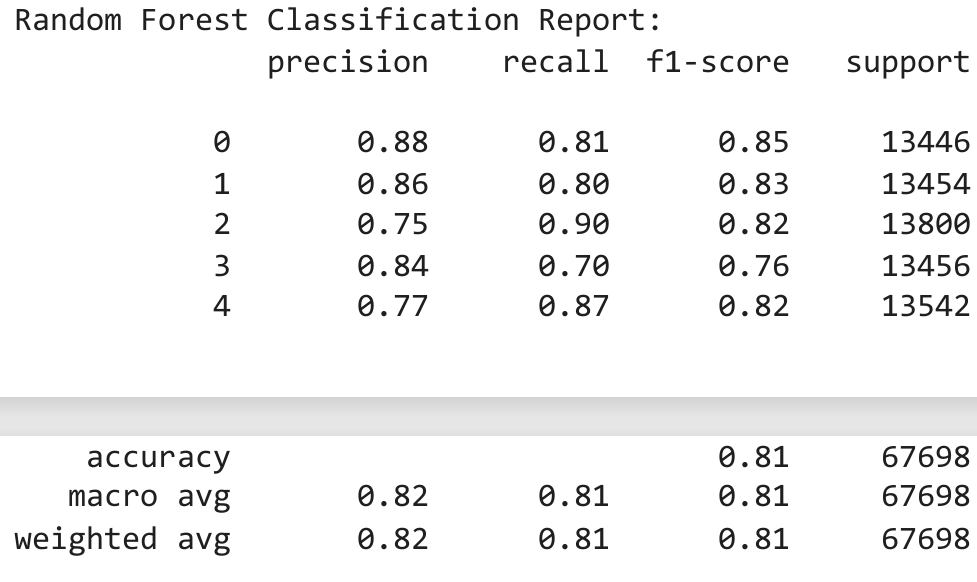 Random Forest Classification Report:
precision recall f1-score support
0 0.88 0.81 0.85 13446
1 0.86 0.80 0.83 13454
2 0.75 0.90 0.82 13800
3 0.84 0.70 0.76 13456
4 0.77 0.87 0.82 13542
accuracy 0.81 67698
macro avg 0.82 0.81 0.81 67698
weighted avg 0.82 0.81 0.81 67698